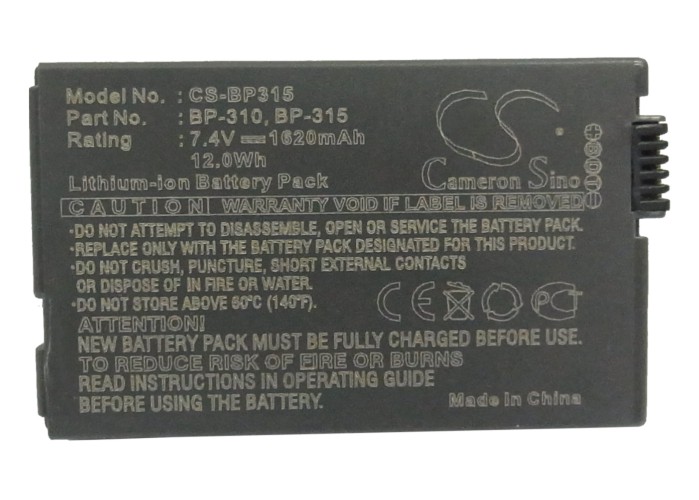 Model No. : CS-BP315
Part No. : BP-310, BP-315
Rating : 7.4V 1620mAh
12.0Wh
Lithium-ion Battery Pack
CS
Cameron Sino
CAUTION WARRANTY VOID IF LABEL IS REMOVED
•DO NOT ATTEMPT TO DISASSEMBLE, OPEN OR SERVICE THE BATTERY PACK.
•REPLACE ONLY WITH THE BATTERY PACK DESIGNATED FOR THIS PRODUCT.
•DO NOT CRUSH, PUNCTURE, SHORT EXTERNAL CONTACTS
OR DISPOSE OF IN FIRE OR WATER.
•DO NOT STORE ABOVE 60°C (140°F).
CE
ATTENTION!
NEW BATTERY PACK MUST BE FULLY CHARGED BEFORE USING
TO REDUCE RISK OF FIRE OR BURNS
READ INSTRUCTIONS IN OPERATING GUIDE
BEFORE USING THE BATTERY.
Made in China